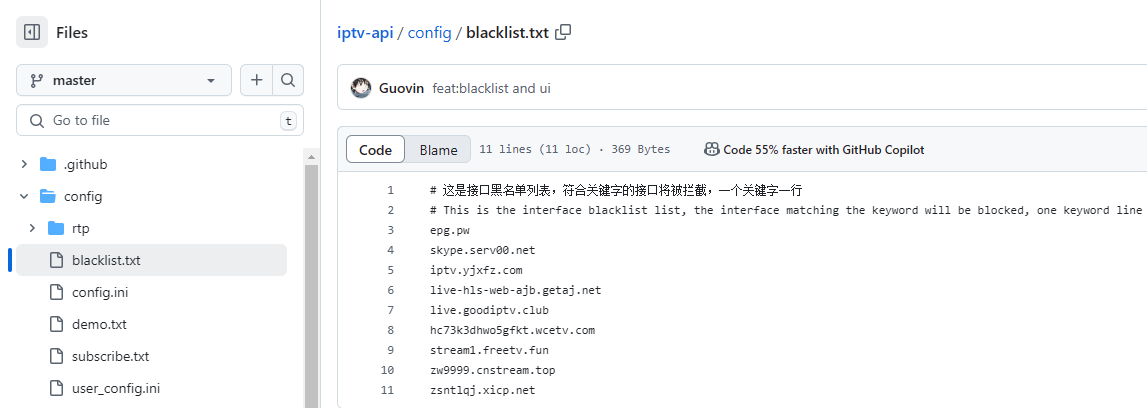 Files
master
Go to file
t
.github
config
rtp
blacklist.txt
config.ini
demo.txt
subscribe.txt
user_config.ini
iptv-api / config / blacklist.txt
Guovin feat:blacklist and ui
Code Blame 11 lines (11 loc) · 369 Bytes Code 55% faster with GitHub Copilot
1 # 这是接口黑名单列表，符合关键字的接口将被拦截，一个关键字一行
2 # This is the interface blacklist list, the interface matching the keyword will be blocked, one keyword line
3 epg.pw
4 skype.serv00.net
5 iptv.yjxfz.com
6 live-hls-web-ajb.getaj.net
7 live.goodiptv.club
8 hc73k3dhwo5gfkt.wcetv.com
9 stream1.freetv.fun
10 zw9999.cnstream.top
11 zsntlqj.xicp.net